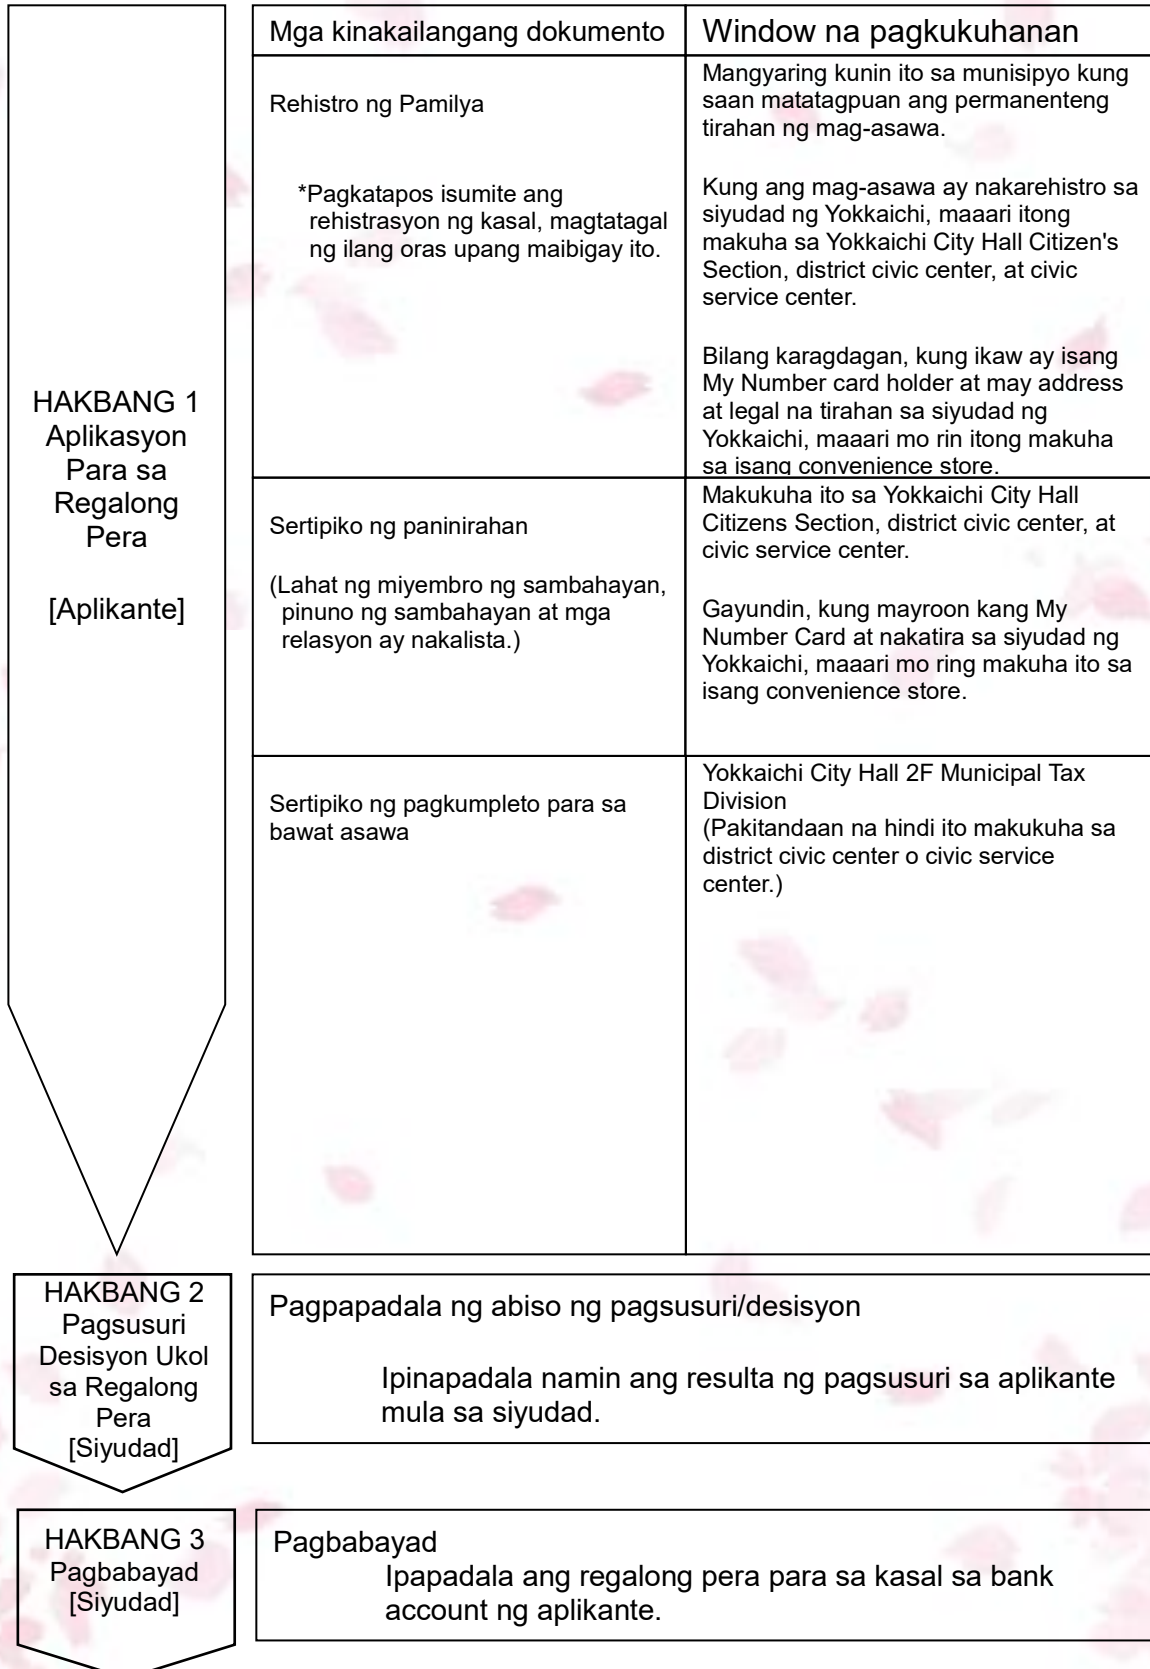 Mga kinakailangang dokumento
Window na pagkukuhanan
HAKBANG 1
Aplikasyon
Para sa
Regalong
Pera
[Aplikante]
Rehistro ng Pamilya
*Pagkatapos isumite ang
rehistrasyon ng kasal, magtatagal
ng ilang oras upang maibigay ito.
Mangyaring kunin ito sa munisipyo kung
saan matatagpuan ang permanenteng
tirahan ng mag-asawa.
Kung ang mag-asawa ay nakarehistro sa
siyudad ng Yokkaichi, maaari itong
makuha sa Yokkaichi City Hall Citizen's
Section, district civic center, at civic
service center.
Bilang karagdagan, kung ikaw ay isang
My Number card holder at may address
at legal na tirahan sa siyudad ng
Yokkaichi, maaari mo rin itong makuha
sa isang convenience store.
Sertipiko ng paninirahan
(Lahat ng miyembro ng sambahayan,
pinuno ng sambahayan at mga
relasyon ay nakalista.)
Makukuha ito sa Yokkaichi City Hall
Citizens Section, district civic center, at
civic service center.
Gayundin, kung mayroon kang My
Number Card at nakatira sa siyudad ng
Yokkaichi, maaari mo ring makuha ito sa
isang convenience store.
Sertipiko ng pagkumpleto para sa
bawat asawa
Yokkaichi City Hall 2F Municipal Tax
Division
(Pakitandaan na hindi ito makukuha sa
district civic center o civic service
center.)
HAKBANG 2
Pagsusuri
Desisyon Ukol
sa Regalong
Pera
[Siyudad]
Pagpapadala ng abiso ng pagsusuri/desisyon
Ipinapadala namin ang resulta ng pagsusuri sa aplikante
mula sa siyudad.
HAKBANG 3
Pagbabayad
[Siyudad]
Pagbabayad
Ipapadala ang regalong pera para sa kasal sa bank
account ng aplikante.